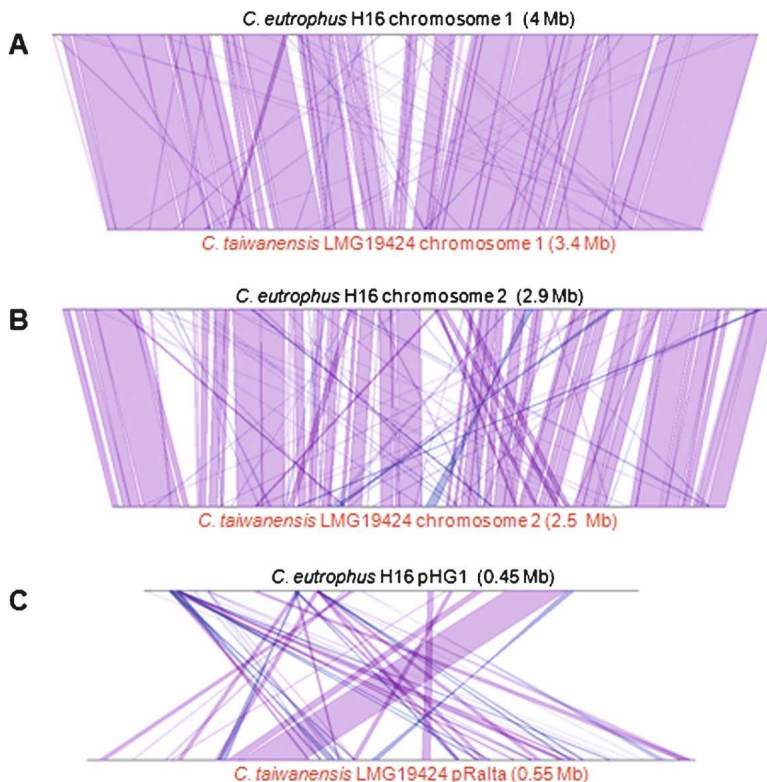 C. eutrophus H16 chromosome 1 (4 Mb)
A
C. taiwanensis LMG19424 chromosome 1 (3.4 Mb)
C. eutrophus H16 chromosome 2 (2.9 Mb)
B
C. taiwanensis LMG19424 chromosome 2 (2.5 Mb)
C. eutrophus H16 pHG1 (0.45 Mb)
C
C. taiwanensis LMG19424 pRalta (0.55 Mb)